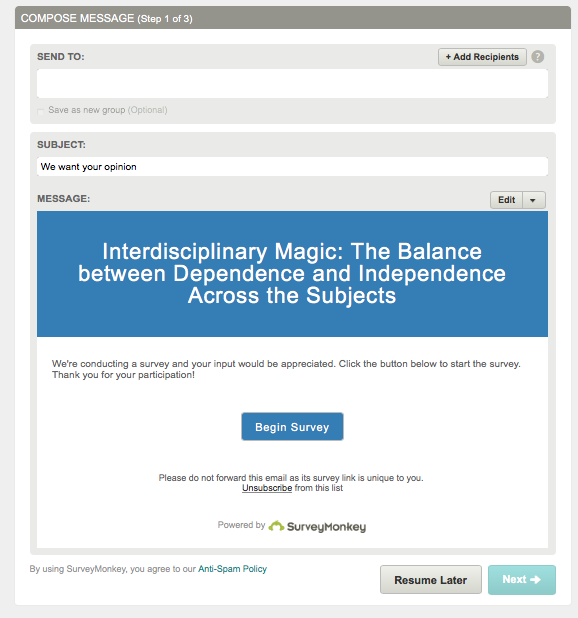 COMPOSE MESSAGE (Step 1 of 3)
SEND TO:
+ Add Recipients ?
Save as new group (Optional)
SUBJECT:
We want your opinion
MESSAGE:
Edit
Interdisciplinary Magic: The Balance
between Dependence and Independence
Across the Subjects
We're conducting a survey and your input would be appreciated. Click the button below to start the survey.
Thank you for your participation!
Begin Survey
Please do not forward this email as its survey link is unique to you.
Unsubscribe from this list
Powered by SurveyMonkey
By using SurveyMonkey, you agree to our Anti-Spam Policy
Resume Later
Next